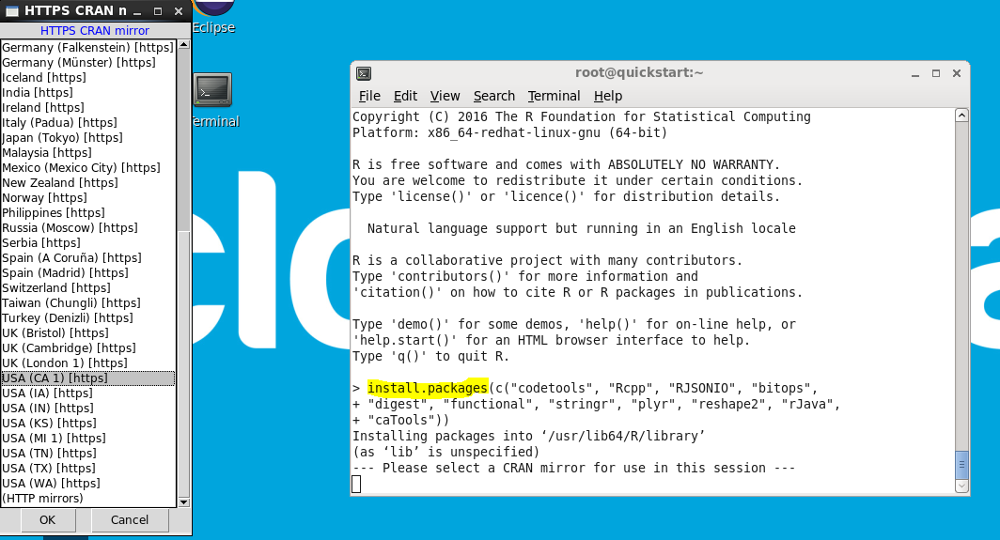 HTTPS CRAN n
HTTPS CRAN mirror
Germany (Falkenstein) [https]
Germany (Münster) [https]
Iceland [https]
India [https]
Ireland [https]
Italy (Padua) [https]
Japan (Tokyo) [https]
Malaysia [https]
Mexico (Mexico City) [https]
New Zealand [https]
Norway [https]
Philippines [https]
Russia (Moscow) [https]
Serbia [https]
Spain (A Coruña) [https]
Spain (Madrid) [https]
Switzerland [https]
Taiwan (Chungli) [https]
Turkey (Denizli) [https]
UK (Bristol) [https]
UK (Cambridge) [https]
UK (London 1) [https]
USA (CA 1) [https]
USA (IA) [https]
USA (IN) [https]
USA (KS) [https]
USA (MI 1) [https]
USA (TN) [https]
USA (TX) [https]
USA (WA) [https]
(HTTP mirrors)
OK Cancel
Eclipse
Terminal
clo
a
root@quickstart:~
File Edit View Search Terminal Help
Copyright (C) 2016 The R Foundation for Statistical Computing
Platform: x86_64-redhat-linux-gnu (64-bit)
R is free software and comes with ABSOLUTELY NO WARRANTY.
You are welcome to redistribute it under certain conditions.
Type 'license()' or 'licence()' for distribution details.
Natural language support but running in an English locale
R is a collaborative project with many contributors.
Type 'contributors()' for more information and
'citation()' on how to cite R or R packages in publications.
Type 'demo()' for some demos, 'help()' for on-line help, or
'help.start()' for an HTML browser interface to help.
Type 'q()' to quit R.
> install.packages(c("codetools", "Rcpp", "RJSONIO", "bitops",
+ "digest", "functional", "stringr", "plyr", "reshape2", "rJava",
+ "caTools"))
Installing packages into ‘/usr/lib64/R/library’
(as ‘lib’ is unspecified)
--- Please select a CRAN mirror for use in this session ---